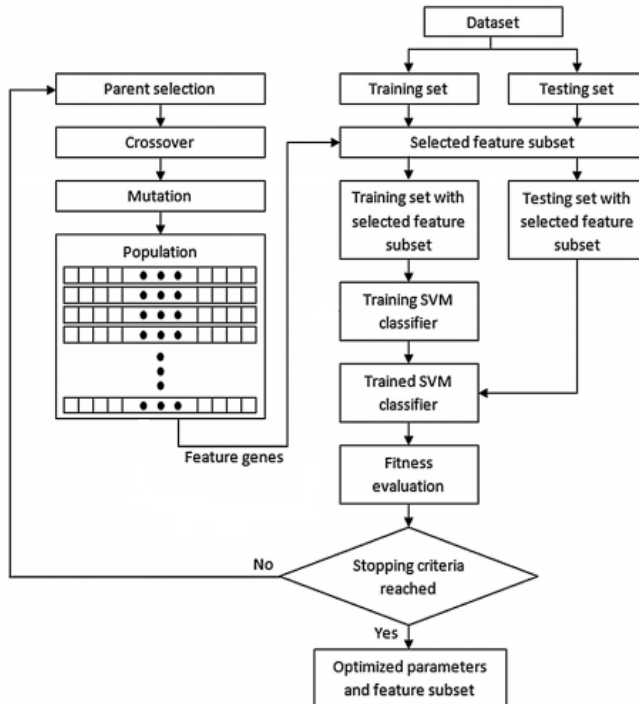 Dataset
Training set
Testing set
Parent selection
Crossover
Mutation
Population
Selected feature subset
Training set with
selected feature
subset
Testing set with
selected feature
subset
Training SVM
classifier
Trained SVM
classifier
Feature genes
Fitness
evaluation
Stopping criteria
reached
No
Yes
Optimized parameters
and feature subset